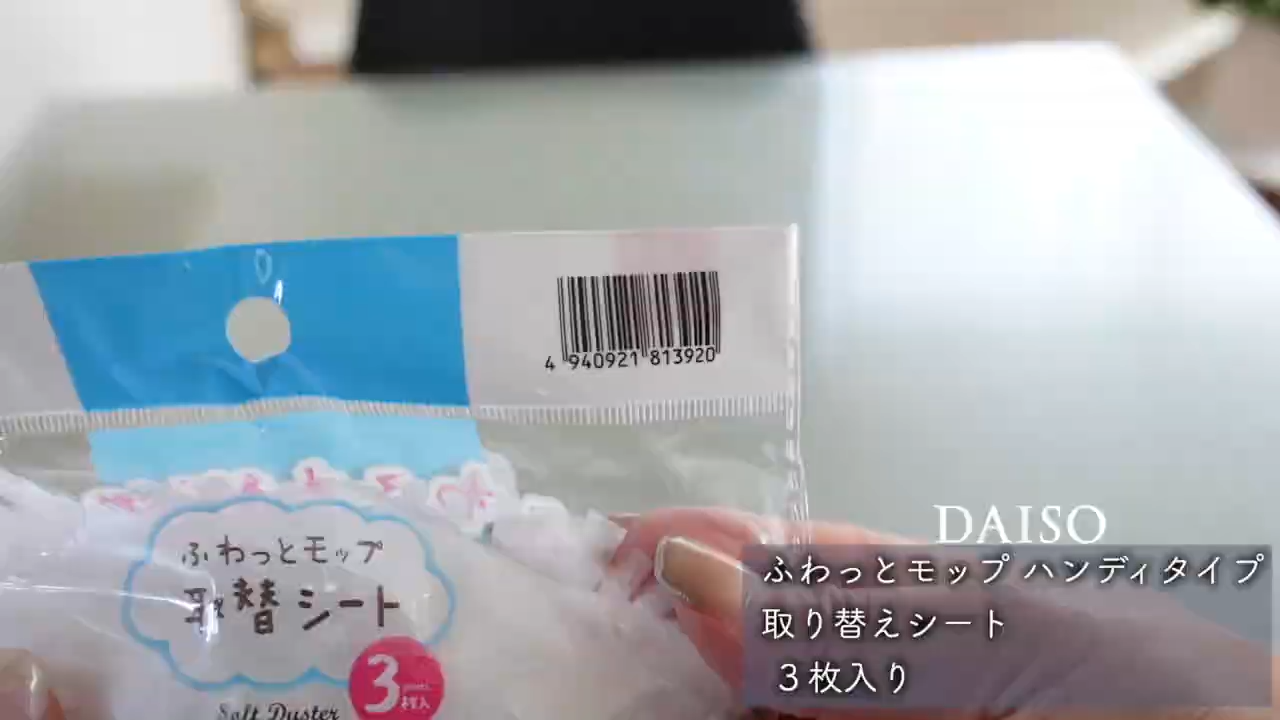 4 940921 813920
ふわっとモップ
取替シート
3枚入
Soft Duster
DAISO
ふわっとモップ ハンディタイプ
取り替えシート
３枚入り